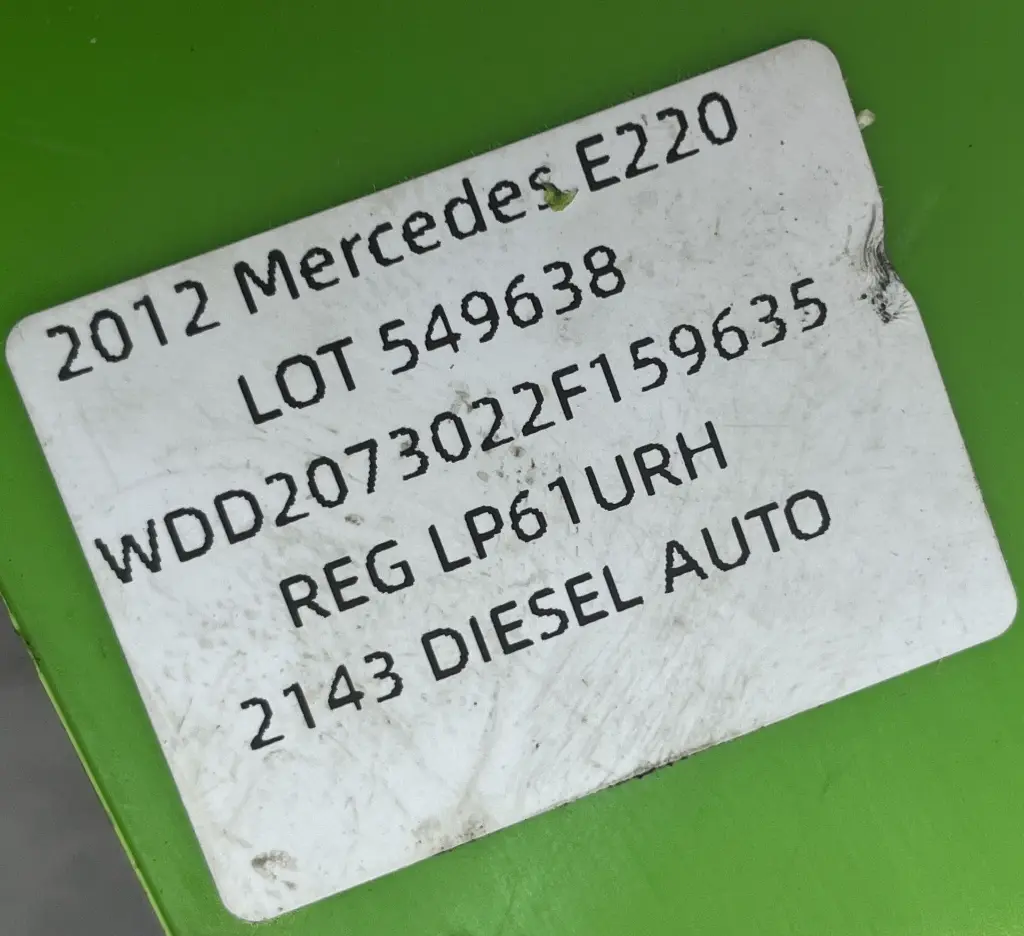 2012 Mercedes E220
LOT 549638
WDD2073022F159635
REG LP61URH
2143 DIESEL AUTO